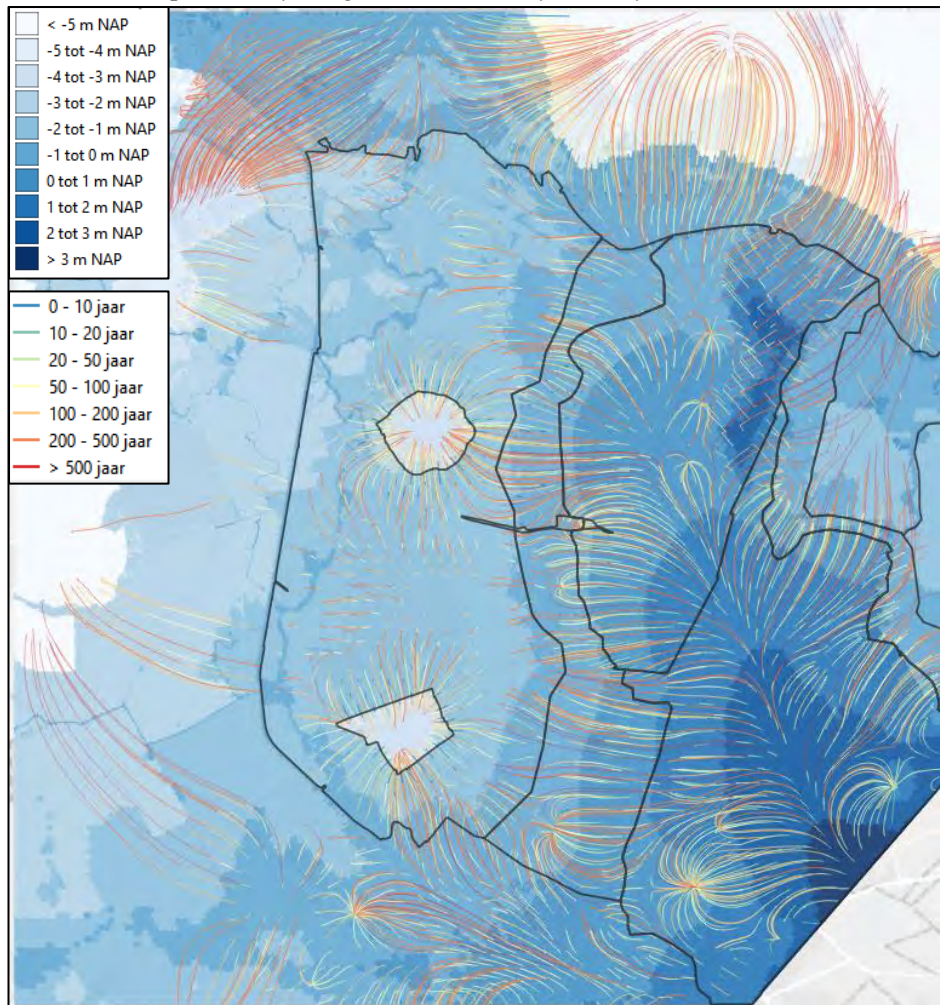 < -5 m NAP
-5 tot -4 m NAP
-4 tot -3 m NAP
-3 tot -2 m NAP
-2 tot -1 m NAP
-1 tot 0 m NAP
0 tot 1 m NAP
1 tot 2 m NAP
2 tot 3 m NAP
> 3 m NAP
0 - 10 jaar
10 - 20 jaar
20 - 50 jaar
50 - 100 jaar
100 - 200 jaar
200 - 500 jaar
> 500 jaar